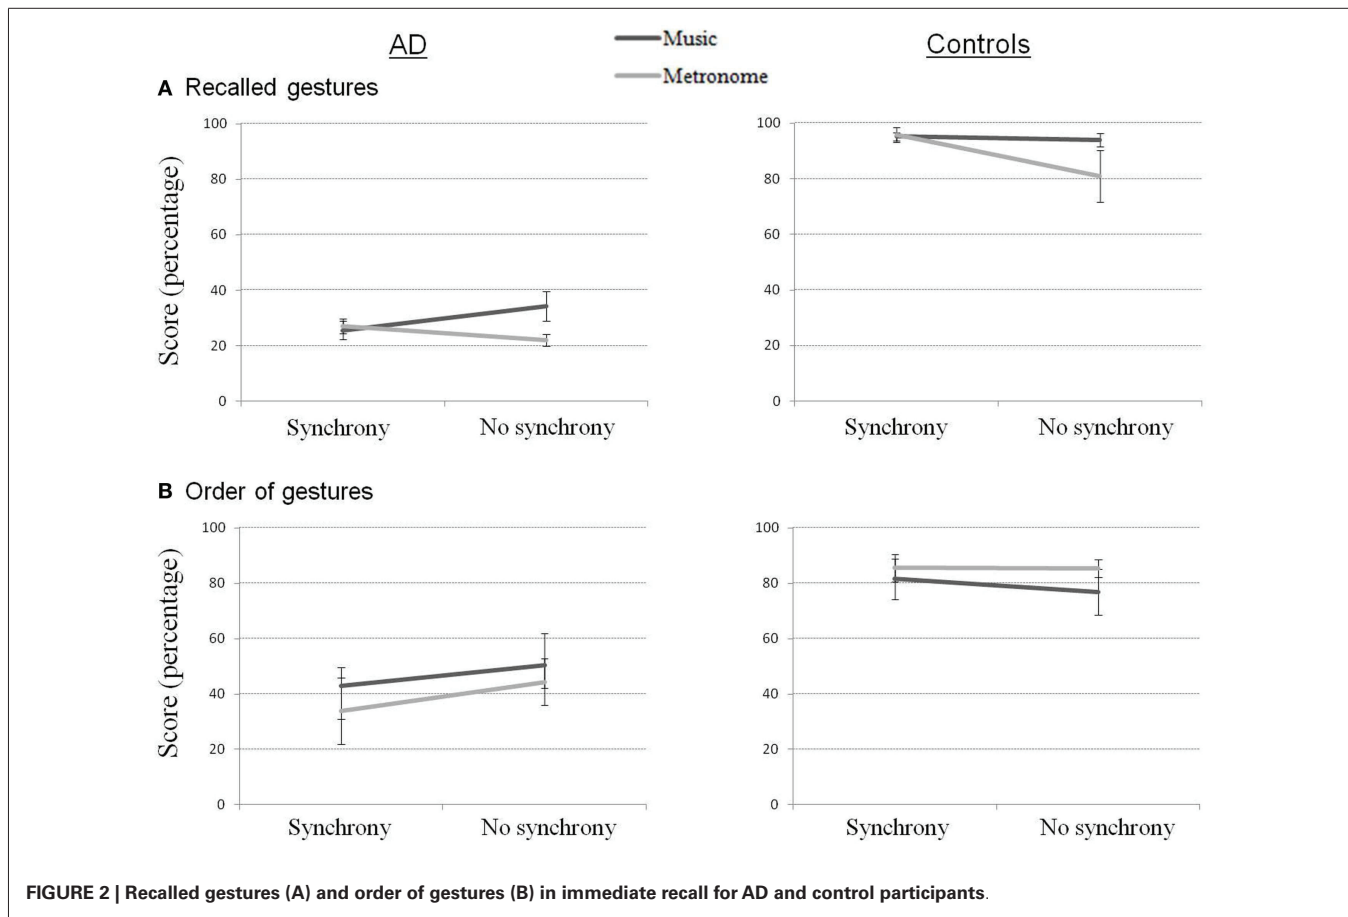 AD
Music
Controls
Metronome
A Recalled gestures
Score (percentage)
100
80
60
40
20
0
Synchrony No synchrony
100
80
60
40
20
0
Synchrony No synchrony
B Order of gestures
Score (percentage)
100
80
60
40
20
0
Synchrony No synchrony
100
80
60
40
20
0
Synchrony No synchrony
FIGURE 2 | Recalled gestures (A) and order of gestures (B) in immediate recall for AD and control participants.